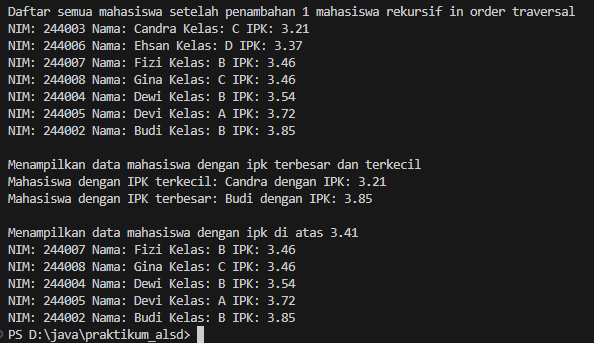 Daftar semua mahasiswa setelah penambahan 1 mahasiswa rekursif in order traversal
NIM: 244003 Nama: Candra Kelas: C IPK: 3.21
NIM: 244006 Nama: Ehsan Kelas: D IPK: 3.37
NIM: 244007 Nama: Fizi Kelas: B IPK: 3.46
NIM: 244008 Nama: Gina Kelas: C IPK: 3.46
NIM: 244004 Nama: Dewi Kelas: B IPK: 3.54
NIM: 244005 Nama: Devi Kelas: A IPK: 3.72
NIM: 244002 Nama: Budi Kelas: B IPK: 3.85
Menampilkan data mahasiswa dengan ipk terbesar dan terkecil
Mahasiswa dengan IPK terkecil: Candra dengan IPK: 3.21
Mahasiswa dengan IPK terbesar: Budi dengan IPK: 3.85
Menampilkan data mahasiswa dengan ipk di atas 3.41
NIM: 244007 Nama: Fizi Kelas: B IPK: 3.46
NIM: 244008 Nama: Gina Kelas: C IPK: 3.46
NIM: 244004 Nama: Dewi Kelas: B IPK: 3.54
NIM: 244005 Nama: Devi Kelas: A IPK: 3.72
NIM: 244002 Nama: Budi Kelas: B IPK: 3.85
PS D:\java\praktikum_alsd>